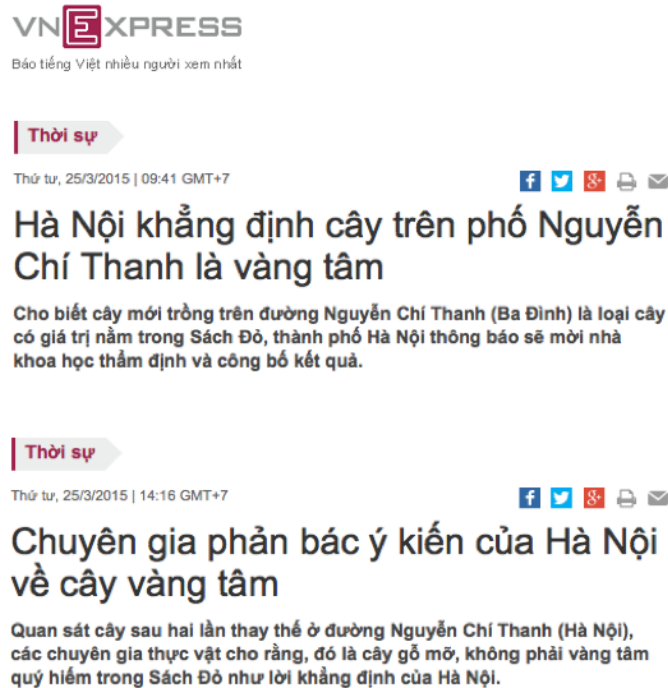 VNEXPRESS
Báo tiếng Việt nhiều người xem nhất
Thời sự
Thứ tư, 25/3/2015 | 09:41 GMT+7
Hà Nội khẳng định cây trên phố Nguyễn
Chí Thanh là vàng tâm
Cho biết cây mới trồng trên đường Nguyễn Chí Thanh (Ba Đình) là loại cây
có giá trị nằm trong Sách Đỏ, thành phố Hà Nội thông báo sẽ mời nhà
khoa học thẩm định và công bố kết quả.
Thời sự
Thứ tư, 25/3/2015 | 14:16 GMT+7
Chuyên gia phản bác ý kiến của Hà Nội
về cây vàng tâm
Quan sát cây sau hai lần thay thế ở đường Nguyễn Chí Thanh (Hà Nội),
các chuyên gia thực vật cho rằng, đó là cây gỗ mỡ, không phải vàng tâm
quý hiếm trong Sách Đỏ như lời khẳng định của Hà Nội.